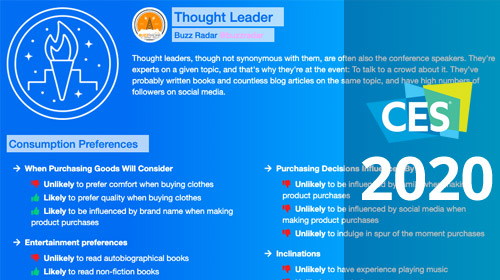 Thought Leader
Buzz Radar
Thought leaders, though not synonymous with them, are often also the conference speakers. They're
experts on a given topic, and that's why they're at the event: To talk to a crowd about it. They've
probably written books and countless blog articles on the same topic, and have high numbers of
followers on social media.
CES
2020
Consumption Preferences
When Purchasing Goods Will Consider
Unlikely to prefer comfort when buying clothes
Likely to prefer quality when buying clothes
Likely to be influenced by brand name when making
product purchases
Entertainment preferences
Unlikely to read autobiographical books
Likely to read non-fiction books
Purchasing Decisions Influenced By
Unlikely to be influenced by family when making
product purchases
Unlikely to be influenced by social media when
making product purchases
Unlikely to indulge in spur of the moment purchases
Inclinations
Unlikely to have experience playing music